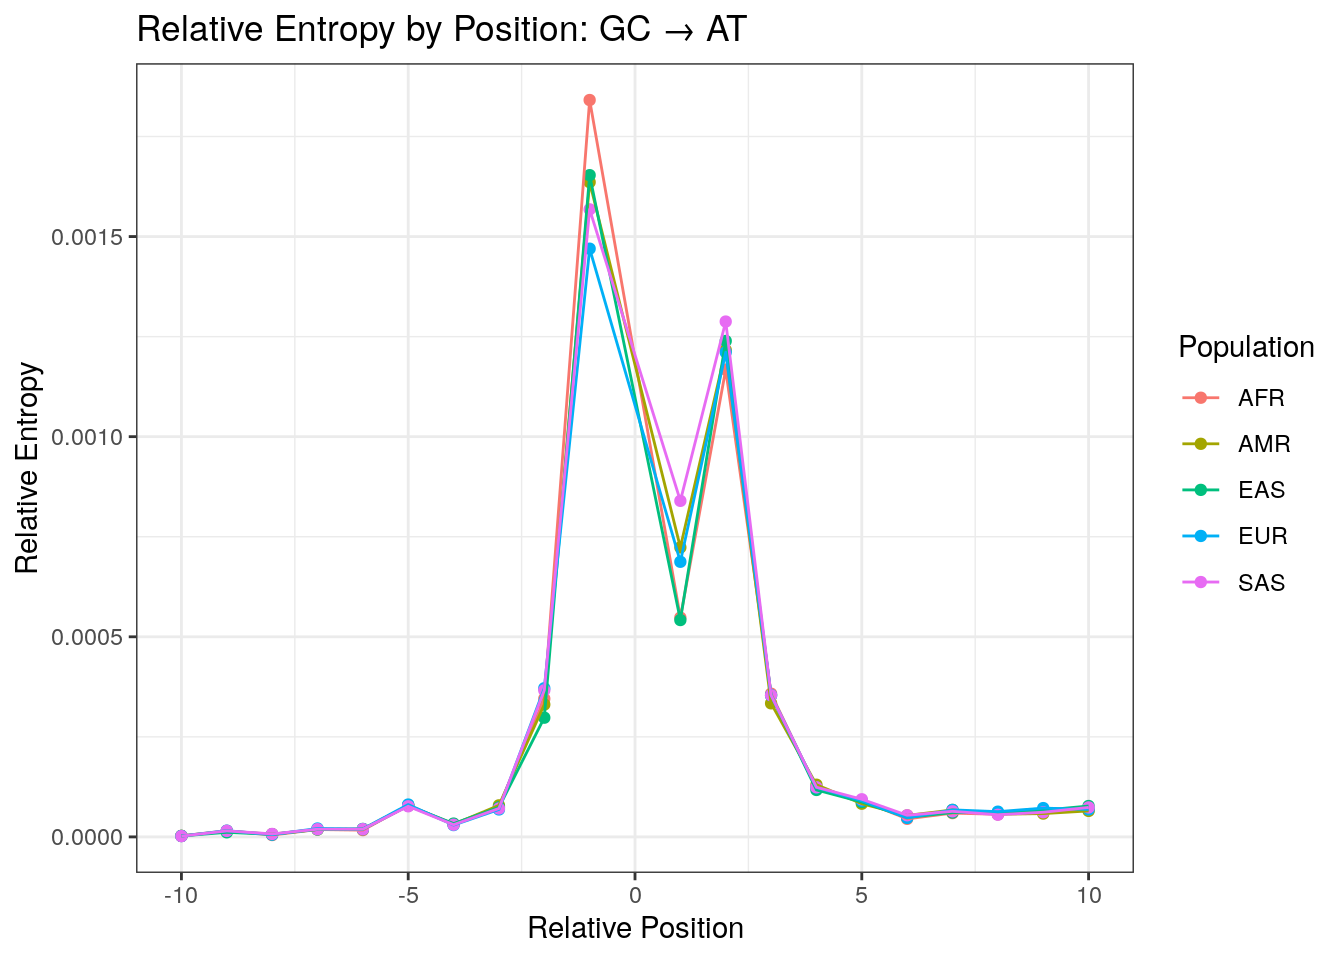 Relative Entropy by Position: GC → AT
Relative Entropy
0.0015
0.0010
0.0005
0.0000
-10
-5
0
5
10
Relative Position
Population
AFR
AMR
EAS
EUR
SAS